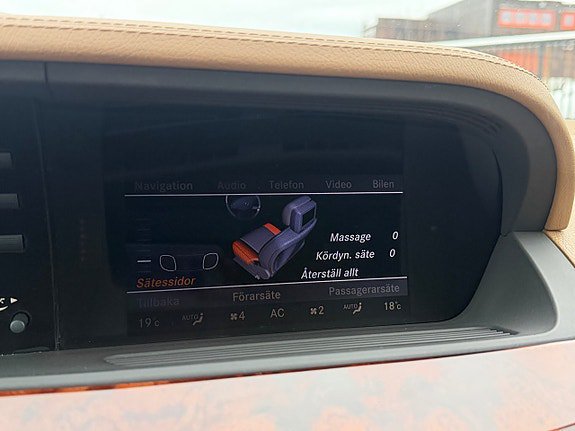 Navigation Audio Telefon Video Bilen
Massage 0
Kördyn. säte 0
Återställ allt
Sätessidor
Tillbaka Förarsäte Passagerarsäte
19°C AUTO 4 AC 2 AUTO 18°C